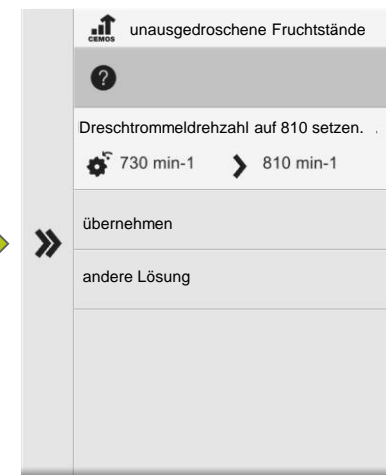 CEMOS
unausgedroschene Fruchtstände
?
Dreschtrommeldrehzahl auf 810 setzen. .
730 min-1 810 min-1
übernehmen
andere Lösung